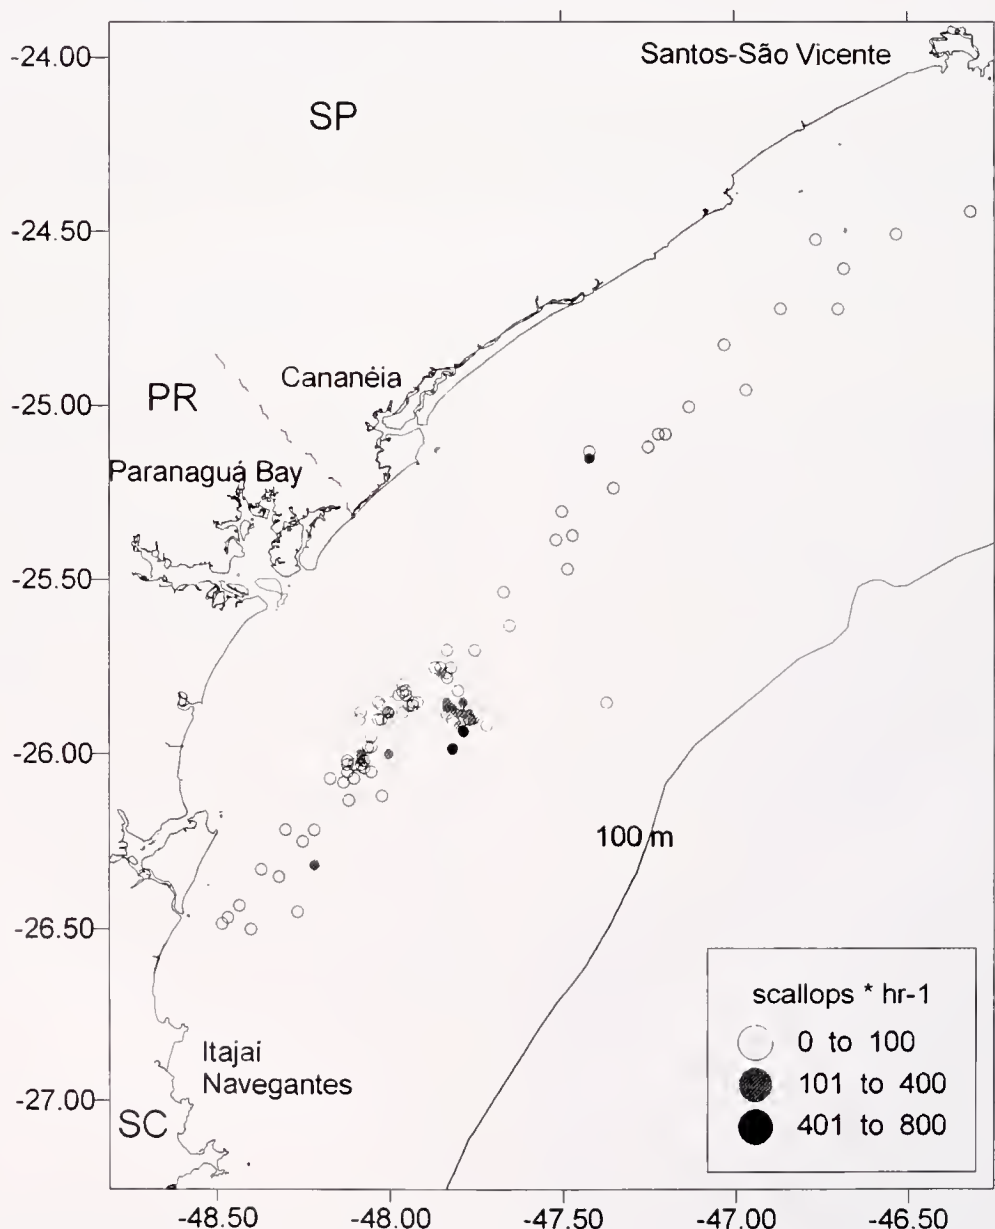 -24.00
Santos-São Vicente
SP
-24.50
Cananéia
-25.00
PR
Paranaguá Bay
-25.50
-26.00
100 m
-26.50
scallops * hr-1
0 to 100
Itajaí
Navegantes
101 to 400
-27.00
SC
401 to 800
-48.50
-48.00
-47.50
-47.00
-46.50